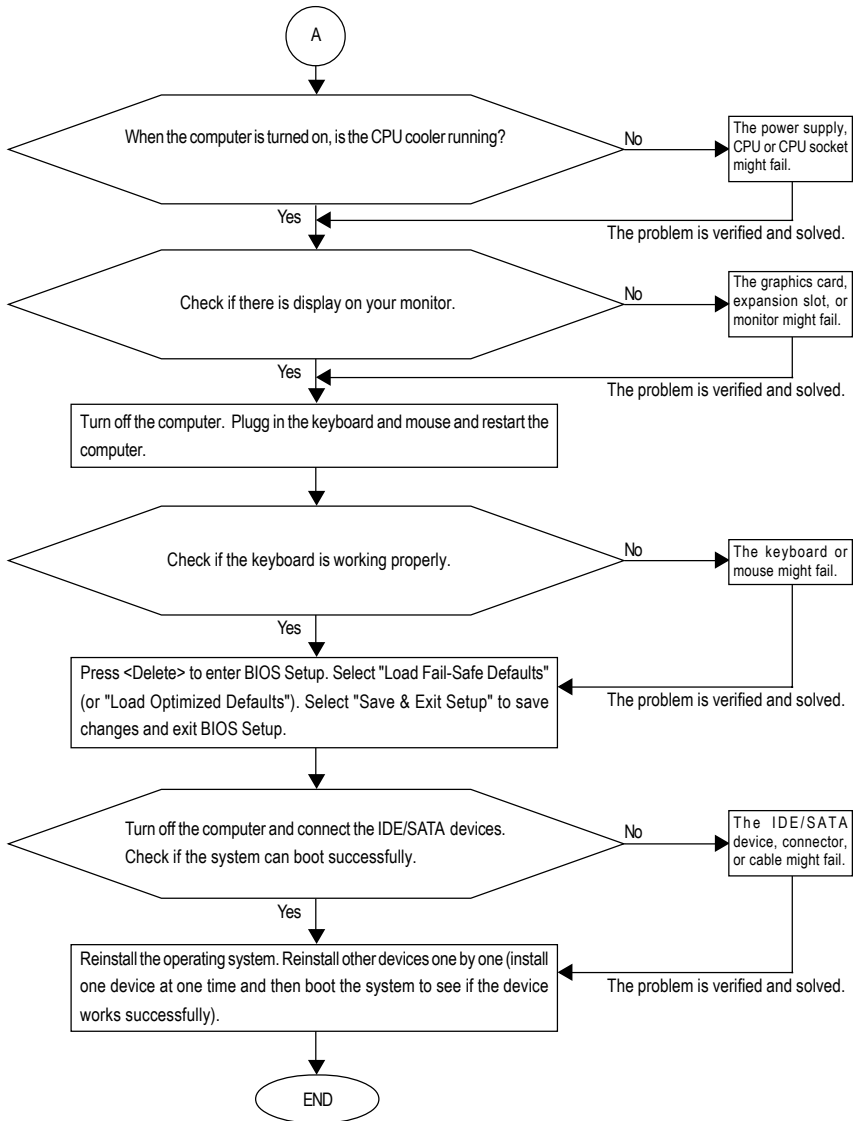 A
When the computer is turned on, is the CPU cooler running?
No
The power supply,
CPU or CPU socket
might fail.
Yes
The problem is verified and solved.
Check if there is display on your monitor.
No
The graphics card,
expansion slot, or
monitor might fail.
Yes
The problem is verified and solved.
Turn off the computer. Plugg in the keyboard and mouse and restart the
computer.
Check if the keyboard is working properly.
No
The keyboard or
mouse might fail.
Yes
Press <Delete> to enter BIOS Setup. Select "Load Fail-Safe Defaults"
(or "Load Optimized Defaults"). Select "Save & Exit Setup" to save
changes and exit BIOS Setup.
The problem is verified and solved.
Turn off the computer and connect the IDE/SATA devices.
Check if the system can boot successfully.
No
The IDE/SATA
device, connector,
or cable might fail.
Yes
Reinstall the operating system. Reinstall other devices one by one (install
one device at one time and then boot the system to see if the device
works successfully).
The problem is verified and solved.
END